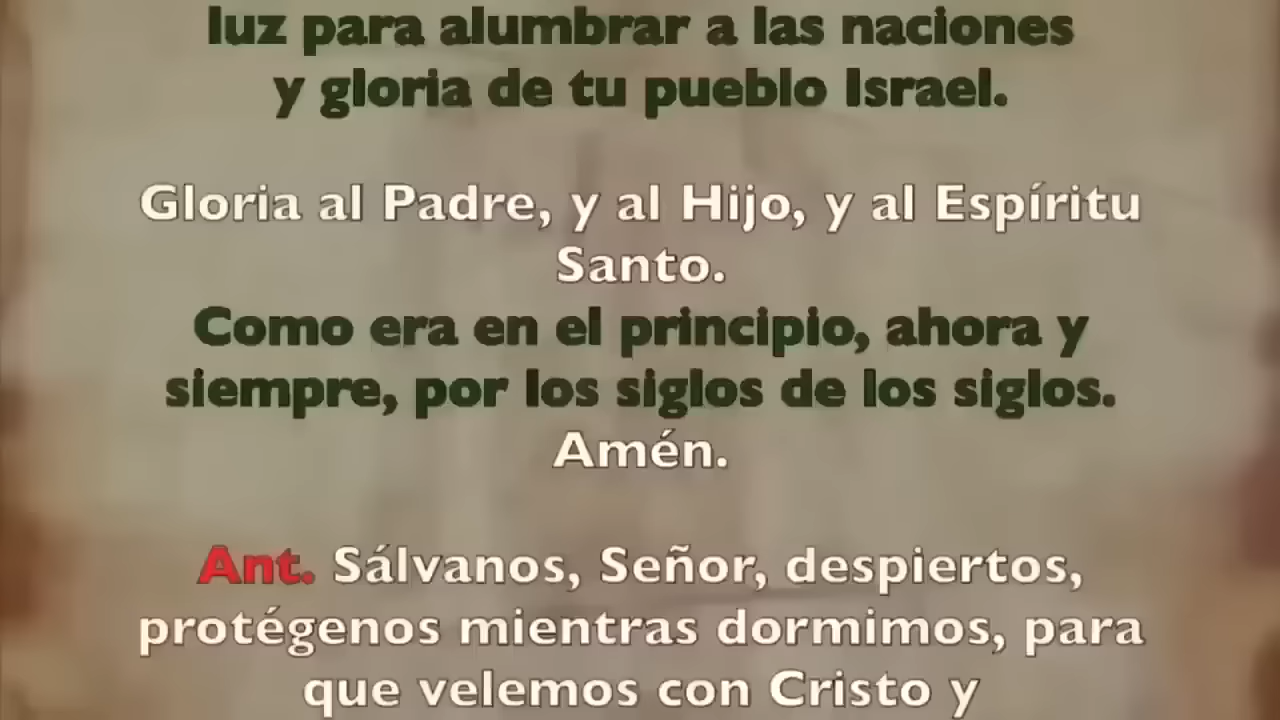 luz para alumbrar a las naciones
y gloria de tu pueblo Israel.
Gloria al Padre, y al Hijo, y al Espíritu
Santo.
Como era en el principio, ahora y
siempre, por los siglos de los siglos.
Amén.
Ant. Sálvanos, Señor, despiertos,
protégenos mientras dormimos, para
que velemos con Cristo y